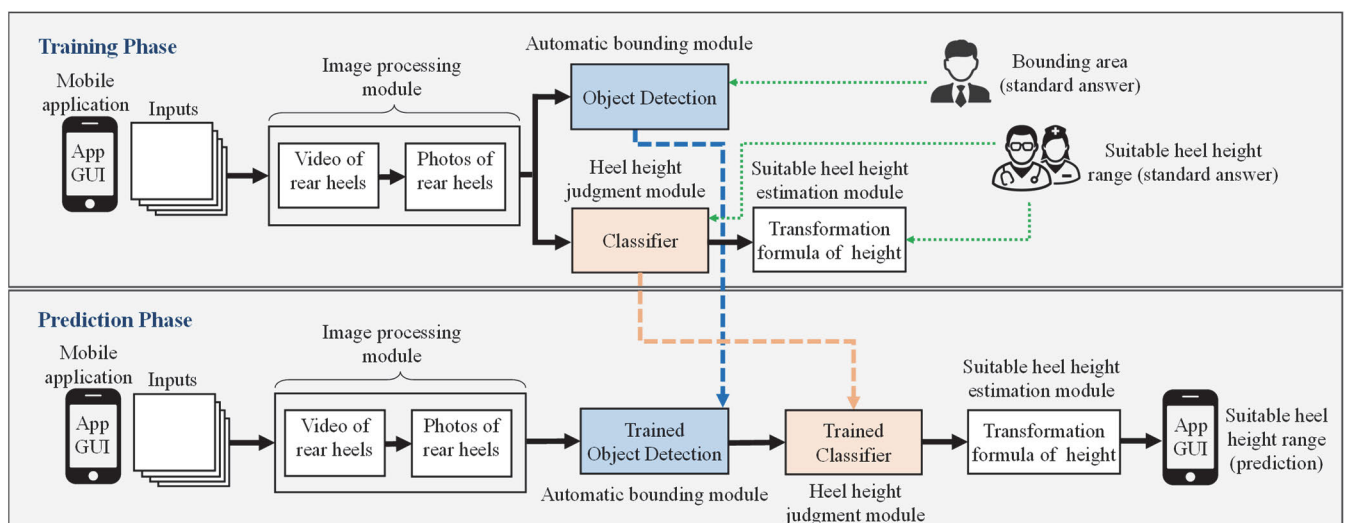 Training Phase
Mobile
application
App
GUI
Inputs
Image processing
module
Video of
rear heels
Photos of
rear heels
Automatic bounding module
Object Detection
Heel height
judgment module
Classifier
Suitable heel height
estimation module
Transformation
formula of height
Bounding area
(standard answer)
Suitable heel height
range (standard answer)
Prediction Phase
Mobile
application
App
GUI
Inputs
Image processing
module
Video of
rear heels
Photos of
rear heels
Trained
Object Detection
Automatic bounding module
Trained
Classifier
Heel height
judgment module
Suitable heel height
estimation module
Transformation
formula of height
App
GUI
Suitable heel
height range
(prediction)